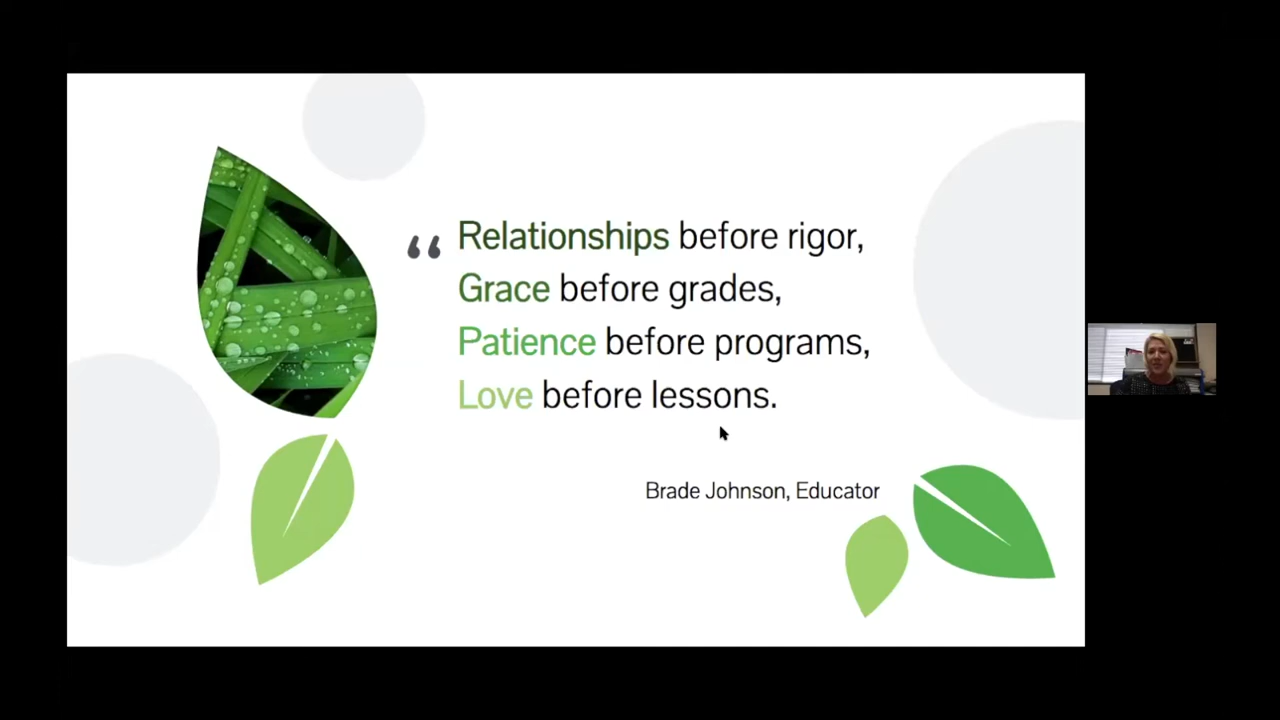 “ Relationships before rigor,
Grace before grades,
Patience before programs,
Love before lessons.
Brade Johnson, Educator